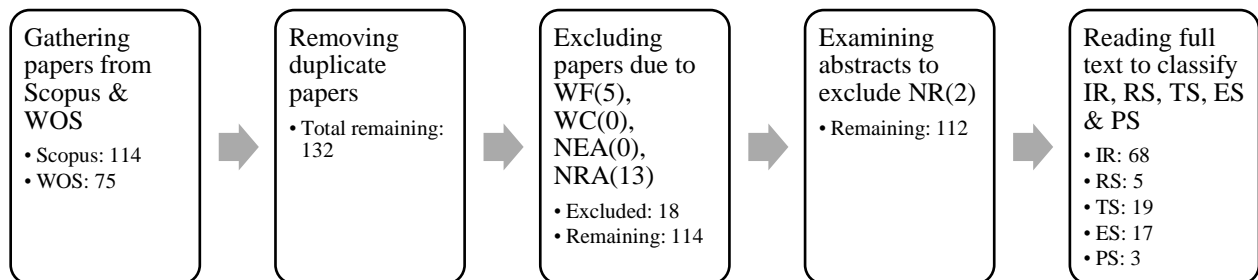 Gathering
papers from
Scopus &
WOS
• Scopus: 114
• WOS: 75
Removing
duplicate
papers
• Total remaining:
132
Excluding
papers due to
WF(5),
WC(0),
NEA(0),
NRA(13)
• Excluded: 18
• Remaining: 114
Examining
abstracts to
exclude NR(2)
• Remaining: 112
Reading full
text to classify
IR, RS, TS, ES
& PS
• IR: 68
• RS: 5
• TS: 19
• ES: 17
• PS: 3